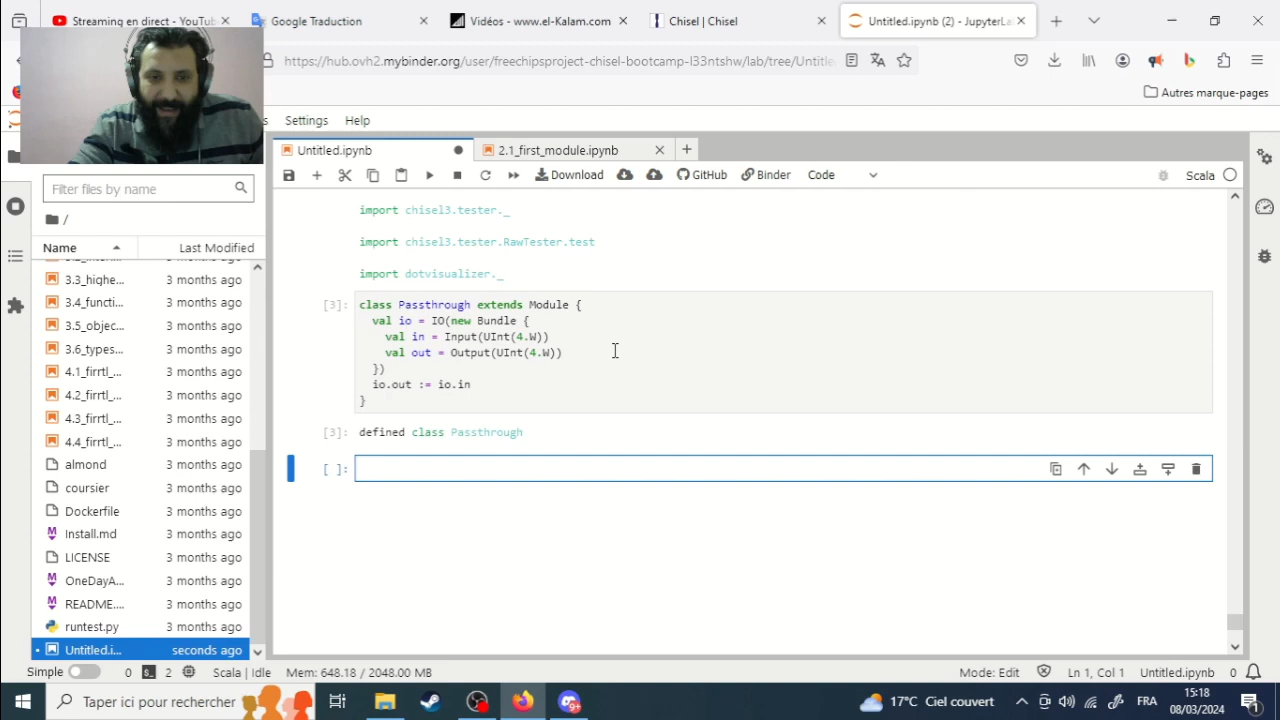 Streaming en direct - YouTub
Google Traduction
Vidéos - www.el-Kalam.com
Chisel | Chisel
Untitled.ipynb (2) - JupyterLa
https://hub.ovh2.mybinder.org/user/freechipsproject-chisel-bootcamp-l33ntshw/lab/tree/Untitle
Autres marque-pages
s Settings Help
Untitled.ipynb
2.1_first_module.ipynb
Download GitHub Binder Code Scala
Filter files by name
/
Name Last Modified
3.3_highe... 3 months ago
3.4_functi... 3 months ago
3.5_objec... 3 months ago
3.6_types... 3 months ago
4.1_firrtl_... 3 months ago
4.2_firrtl_... 3 months ago
4.3_firrtl_... 3 months ago
4.4_firrtl_... 3 months ago
almond 3 months ago
coursier 3 months ago
Dockerfile 3 months ago
Install.md 3 months ago
LICENSE 3 months ago
OneDayA... 3 months ago
README.... 3 months ago
runtest.py 3 months ago
Untitled.i... seconds ago
import chisel3.tester._
import chisel3.tester.RawTester.test
import dotvisualizer._
[3]: class Passthrough extends Module {
val io = IO(new Bundle {
val in = Input(UInt(4.W))
val out = Output(UInt(4.W))
})
io.out := io.in
}
[3]: defined class Passthrough
[ ]:
Simple 0 2 Scala | Idle Mem: 648.18 / 2048.00 MB Mode: Edit Ln 1, Col 1 Untitled.ipynb 0
Taper ici pour rechercher
17°C Ciel couvert
FRA
15:18
08/03/2024
1